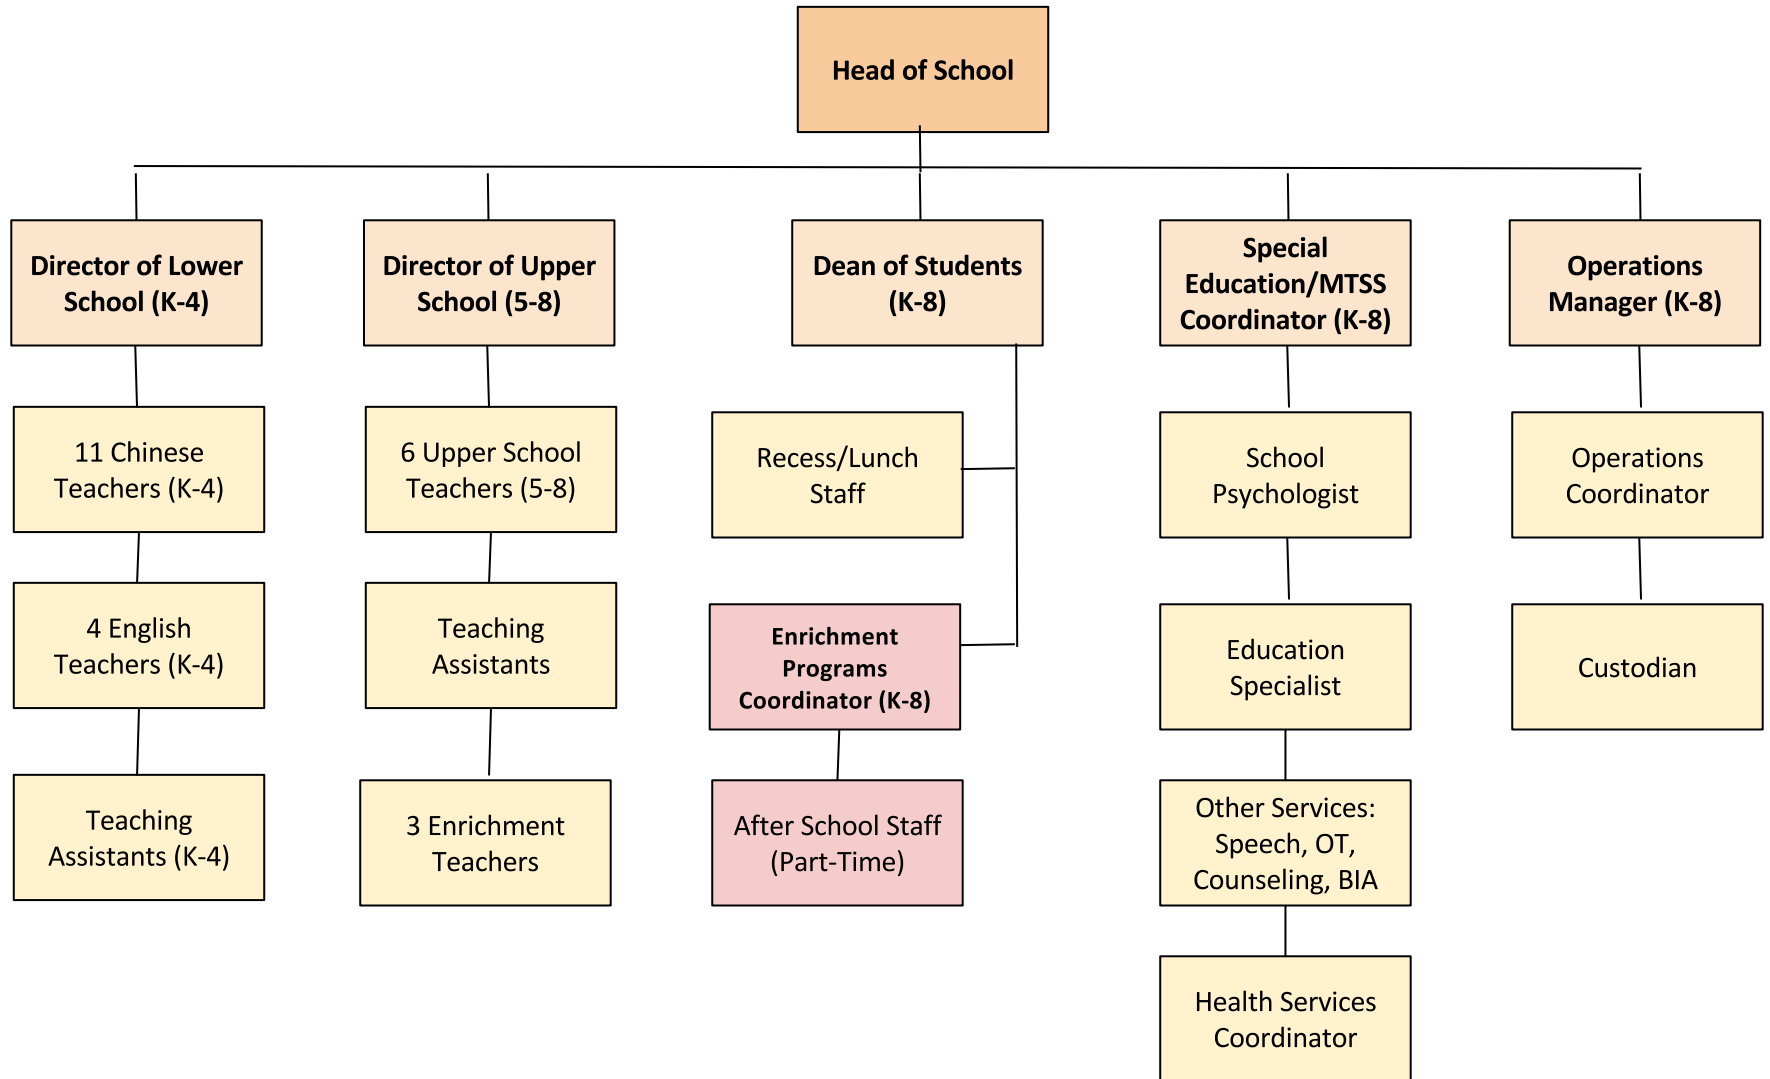 Head of School
Director of Lower
School (K-4)
Director of Upper
School (5-8)
Dean of Students
(K-8)
Special
Education/MTSS
Coordinator (K-8)
Operations
Manager (K-8)
11 Chinese
Teachers (K-4)
6 Upper School
Teachers (5-8)
Recess/Lunch
Staff
School
Psychologist
Operations
Coordinator
4 English
Teachers (K-4)
Teaching
Assistants
Enrichment
Programs
Coordinator (K-8)
Education
Specialist
Custodian
Teaching
Assistants (K-4)
3 Enrichment
Teachers
After School Staff
(Part-Time)
Other Services:
Speech, OT,
Counseling, BIA
Health Services
Coordinator